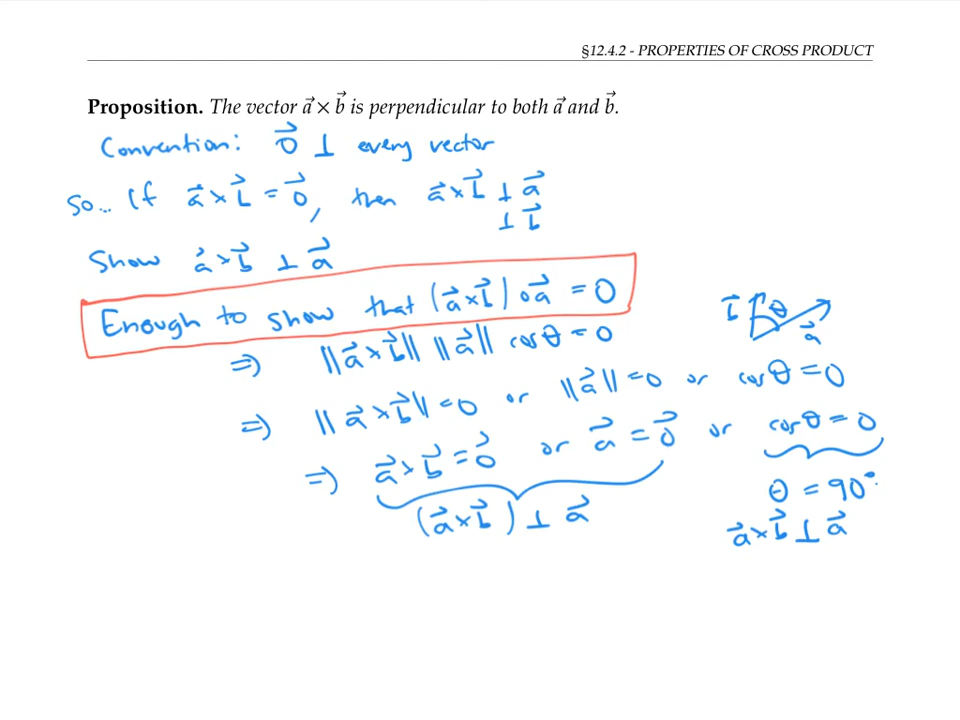 §12.4.2 - PROPERTIES OF CROSS PRODUCT
Proposition. The vector a⃗ × b⃗ is perpendicular to both a⃗ and b⃗.
Convention: 0⃗ ⊥ every vector
So... If a⃗ × b⃗ = 0⃗, then a⃗ × b⃗ ⊥ a⃗
⊥ b⃗
Show a⃗ × b⃗ ⊥ a⃗
Enough to show that (a⃗ × b⃗) ∘ a⃗ = 0
b⃗ θ a⃗
⇒ ||a⃗ × b⃗|| ||a⃗|| cos θ = 0
⇒ ||a⃗ × b⃗|| = 0 or ||a⃗|| = 0 or cos θ = 0
⇒ a⃗ × b⃗ = 0⃗ or a⃗ = 0⃗ or cos θ = 0
(a⃗ × b⃗) ⊥ a⃗
θ = 90°
a⃗ × b⃗ ⊥ a⃗